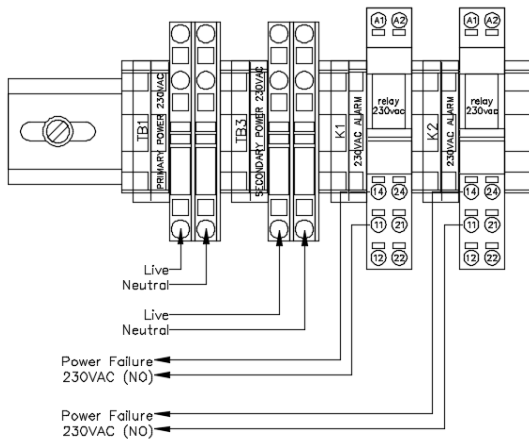 A1 A2
A1 A2
TB1
PRIMARY POWER 230VAC
TB3
SECONDARY POWER 230VAC
K1
230VAC ALARM
relay
230vac
K2
230VAC ALARM
relay
230vac
14 24
14 24
11 21
11 21
12 22
12 22
Live
Neutral
Live
Neutral
Power Failure
230VAC (NO)
Power Failure
230VAC (NO)